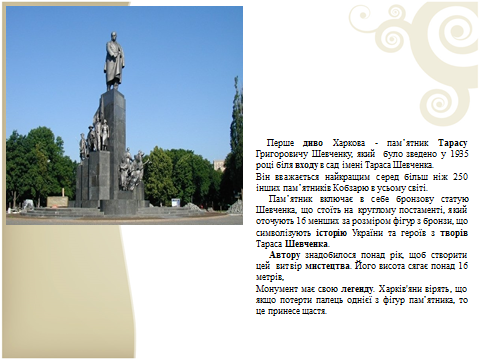 Перше диво Харкова - пам'ятник Тарасу
Григоровичу Шевченку, який було зведено у 1935
році біля входу в сад імені Тараса Шевченка.
Він вважається найкращим серед більш ніж 250
інших пам'ятників Кобзарю в усьому світі.
Пам'ятник включає в себе бронзову статую
Шевченка, що стоїть на круглому постаменті, який
оточують 16 менших за розміром фігур з бронзи, що
символізують історію України та героїв з творів
Тараса Шевченка.
Автору знадобилося понад рік, щоб створити
цей витвір мистецтва. Його висота сягає понад 16
метрів,
Монумент має свою легенду. Харків'яни вірять, що
якщо потерти палець однієї з фігур пам'ятника, то
це принесе щастя.